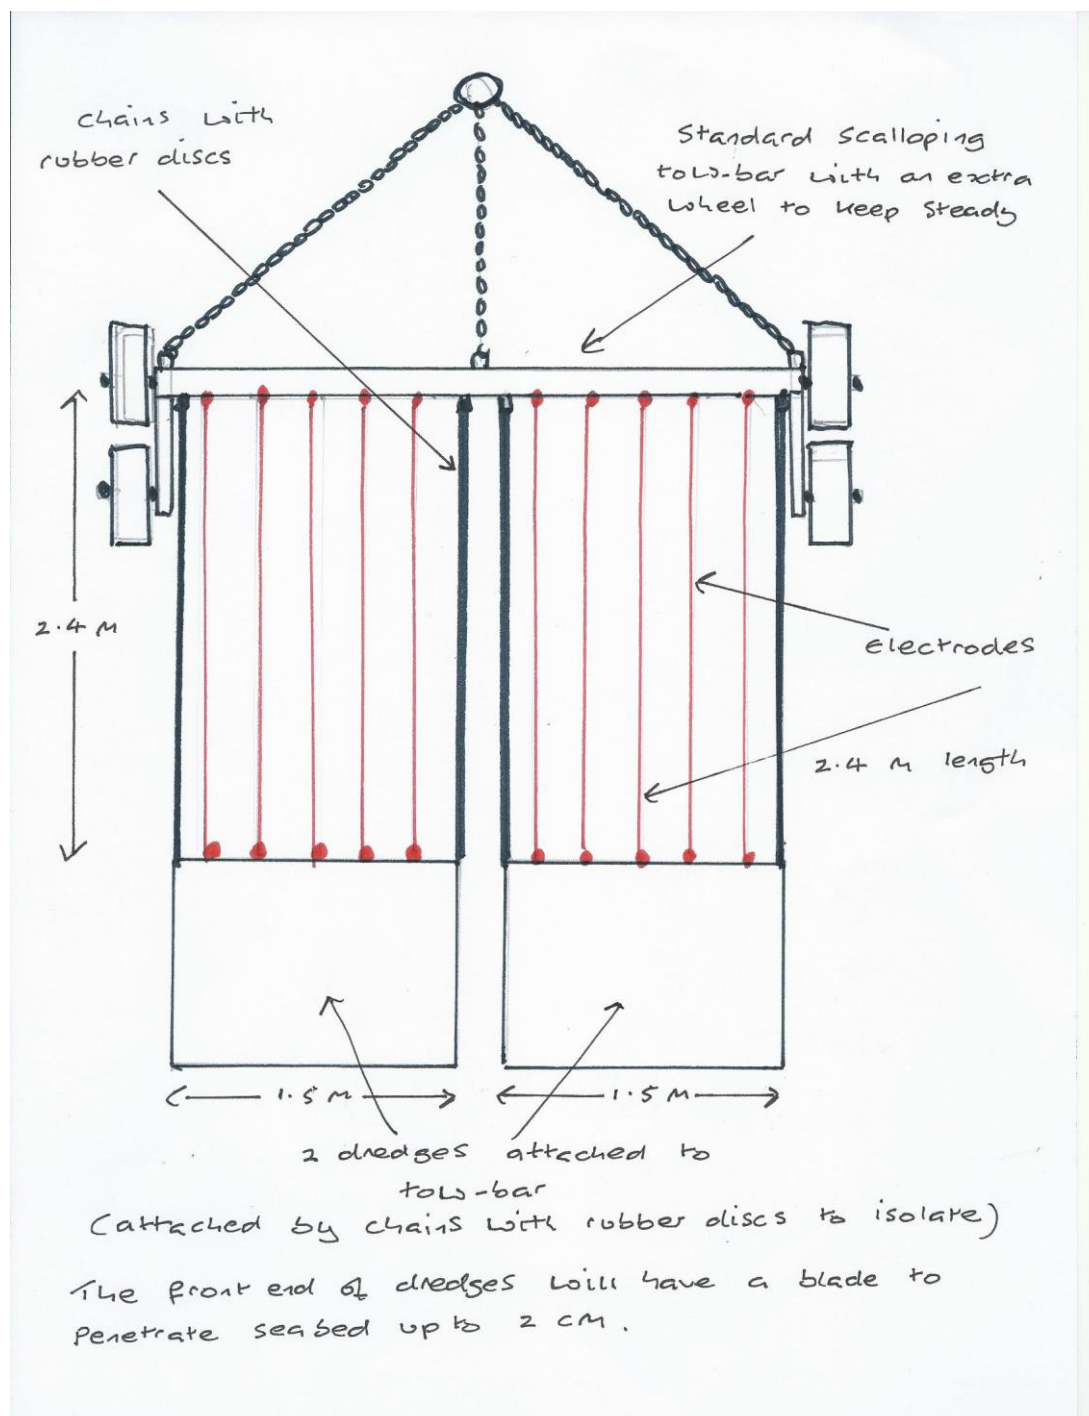 chains with
rubber discs
Standard scalloping
tow-bar with an extra
wheel to keep steady
2.4 M
Electrodes
2.4 M length
1.5 M
1.5 M
2 dredges attached to
tow-bar
(attached by chains with rubber discs to isolate)
The front end of dredges will have a blade to
Penetrate seabed up to 2 cm.